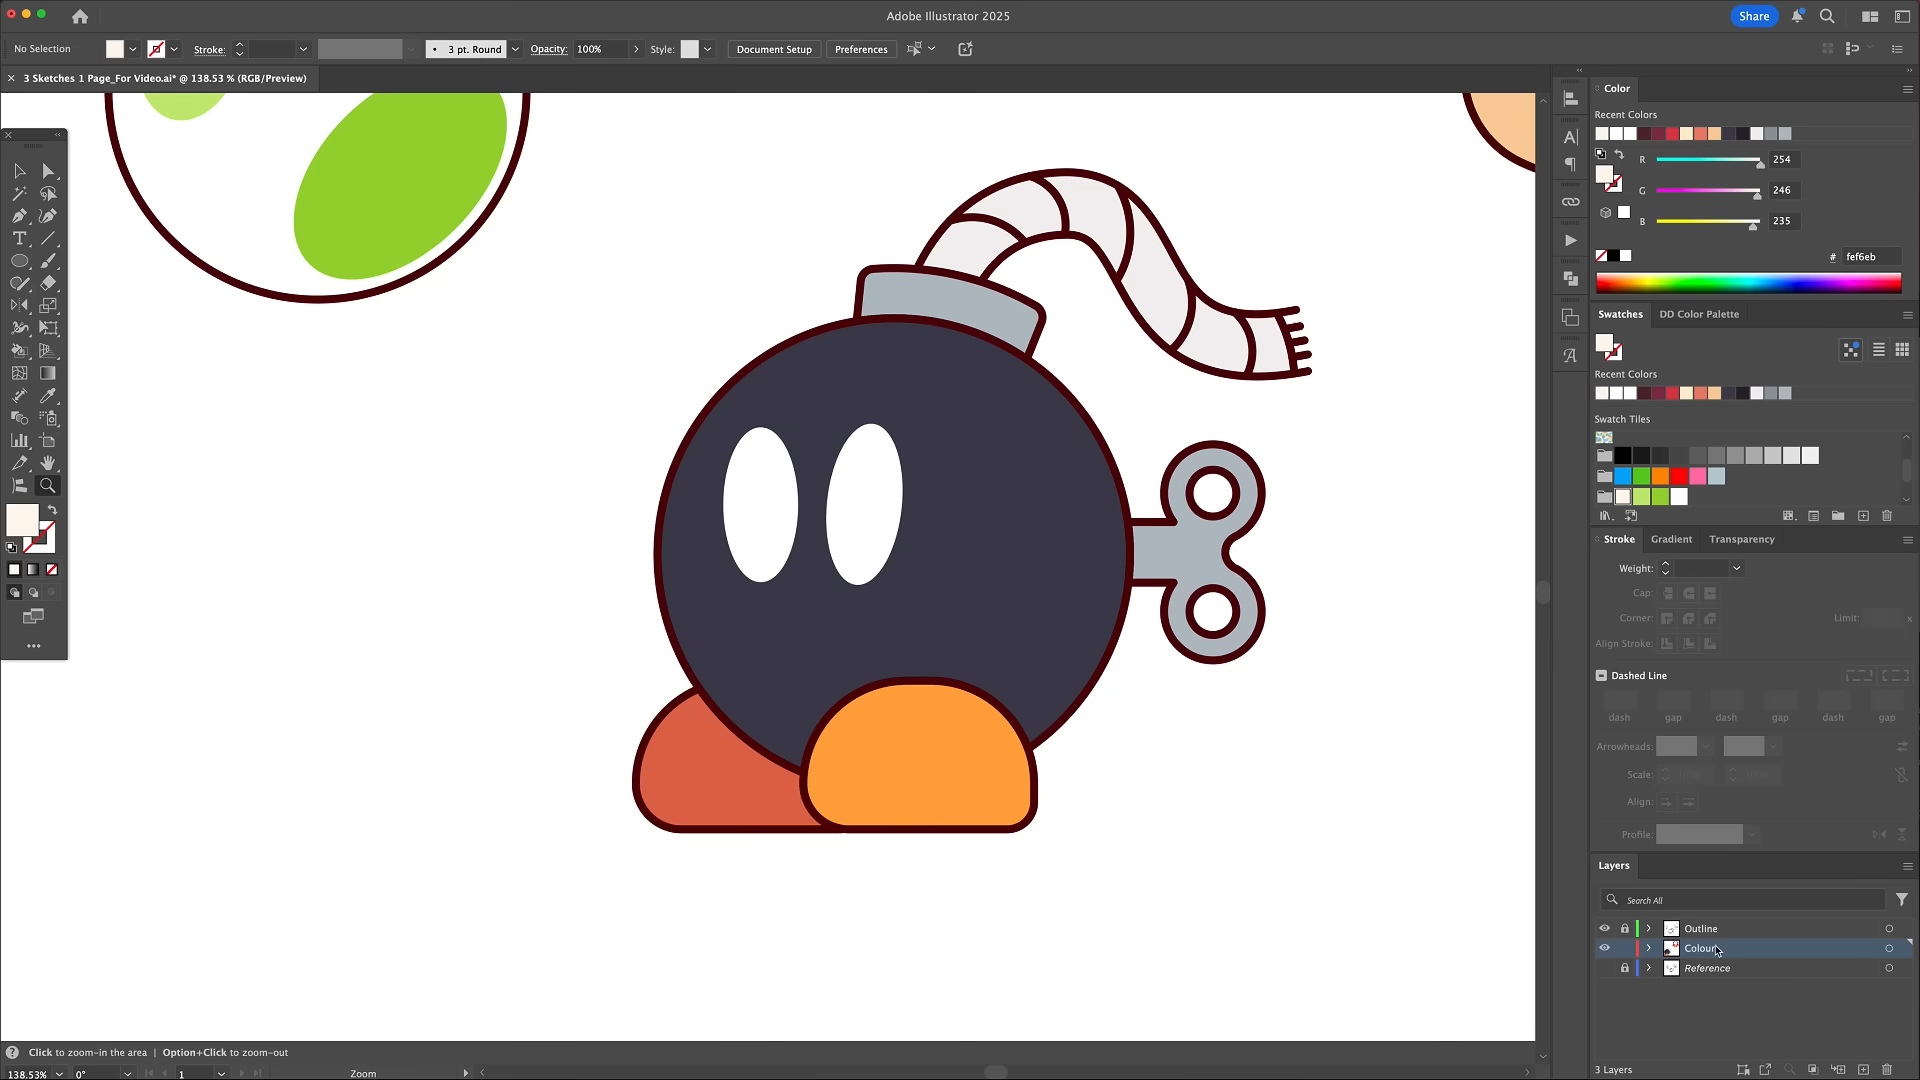 Adobe Illustrator 2025
Share
No Selection
Stroke:
3 pt. Round
Opacity:
100%
Style:
Document Setup
Preferences
3 Sketches 1 Page_For Video.ai* @ 138.53 % (RGB/Preview)
Color
Recent Colors
R
254
G
246
B
235
#
fef6eb
Swatches
DD Color Palette
Recent Colors
Swatch Tiles
Stroke
Gradient
Transparency
Weight:
Cap:
Corner:
Limit:
x
Align Stroke:
Dashed Line
dash
gap
dash
gap
dash
gap
Arrowheads:
Scale:
Align:
Profile:
Layers
Search All
Outline
Colour
Reference
3 Layers
Click to zoom-in the area | Option+Click to zoom-out
138.53%
0°
1
Zoom